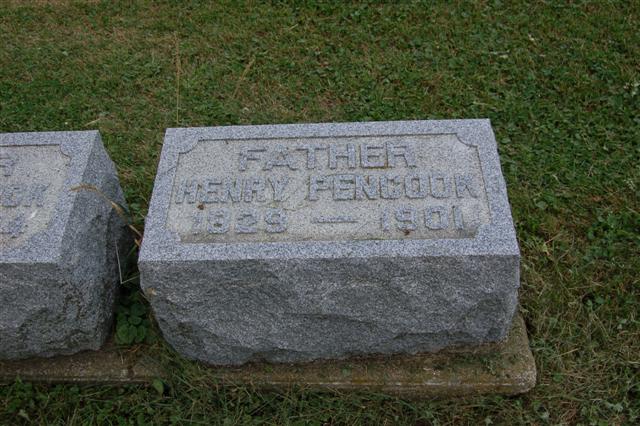 FATHER
HENRY PENCOOK
1829 — 1901